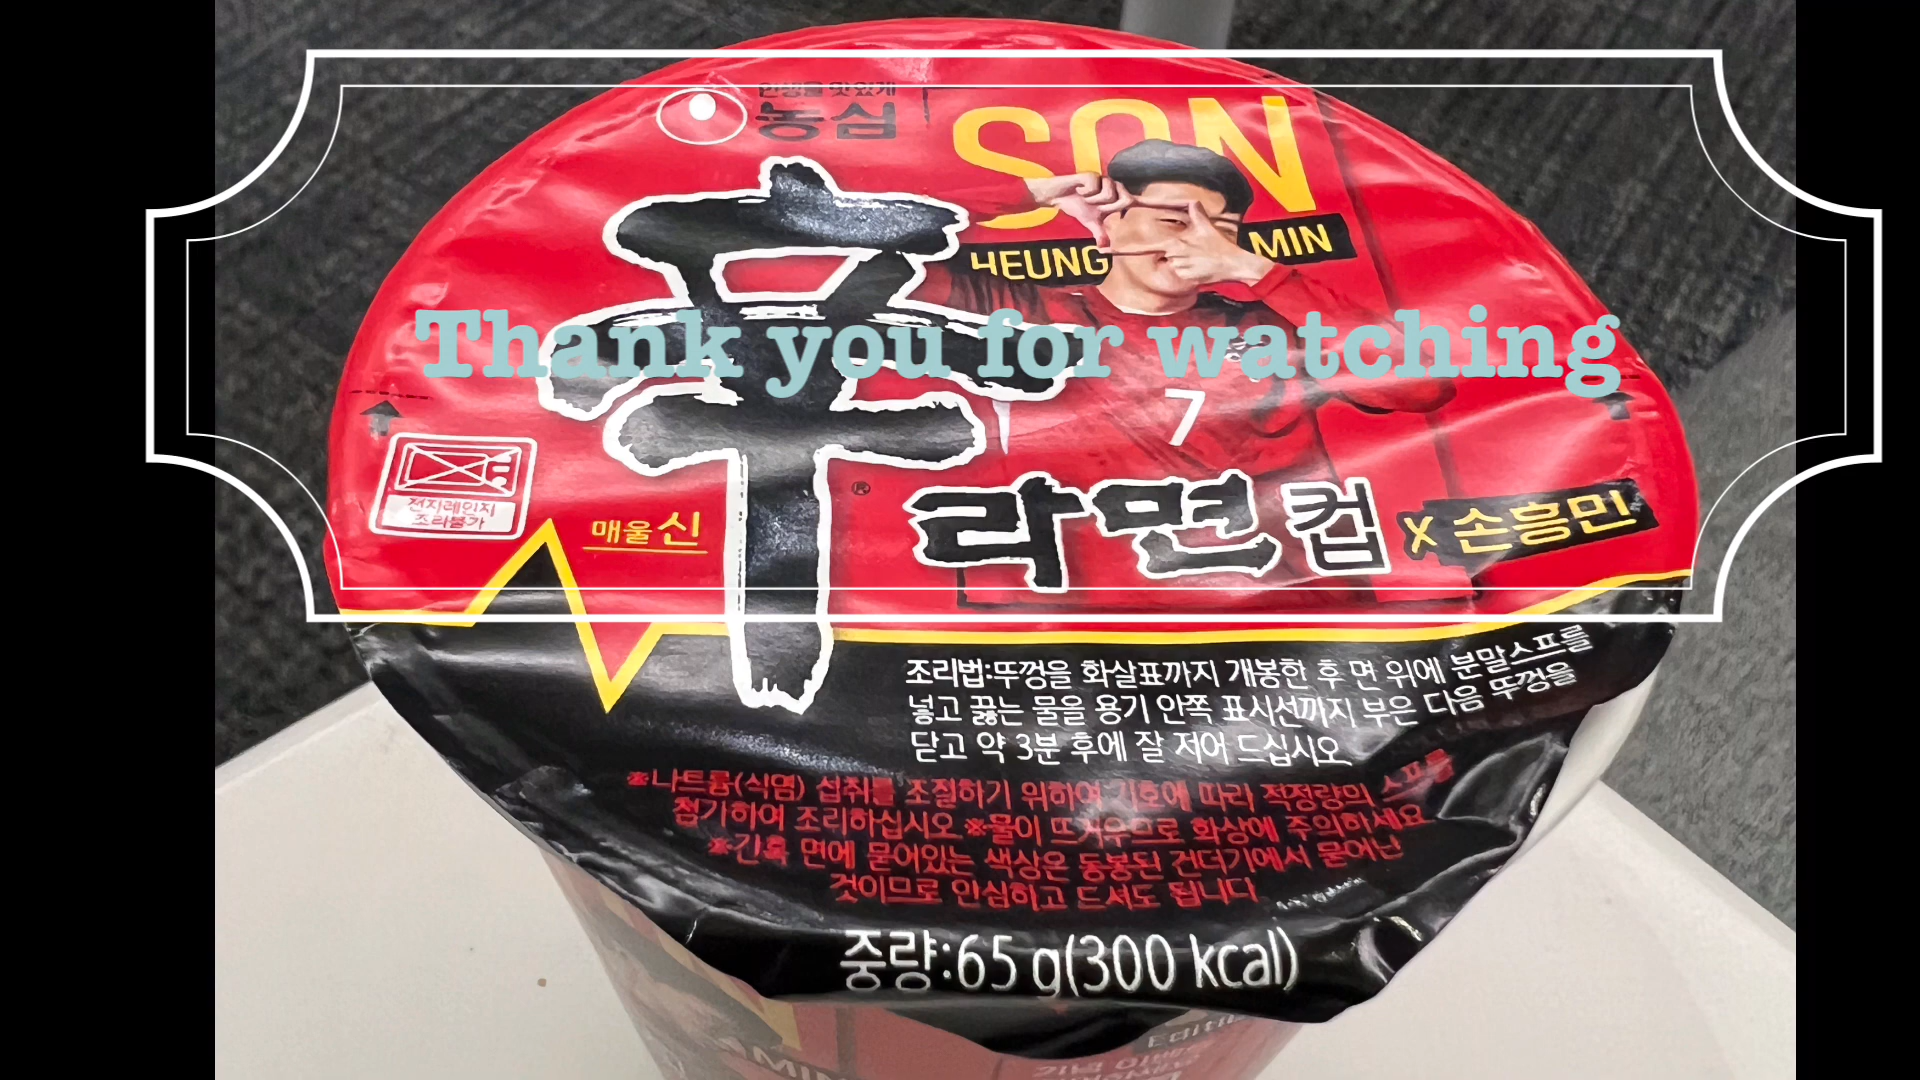 인생을 맛있게
농심
SON
HEUNG MIN
Thank you for watching
7
辛라면컵 x 손흥민
®
전자레인지
조리불가
매울 신
조리법:뚜껑을 화살표까지 개봉한 후 면 위에 분말스프를
넣고 끓는 물을 용기 안쪽 표시선까지 부은 다음 뚜껑을
닫고 약 3분 후에 잘 저어 드십시오.
※나트륨(식염) 섭취를 조절하기 위하여 기호에 따라 적정량의 스프를
첨가하여 조리하십시오 ※물이 뜨거우므로 화상에 주의하세요
※간혹 면에 묻어있는 색상은 동봉된 건더기에서 묻어난
것이므로 안심하고 드셔도 됩니다
중량:65 g(300 kcal)
MIN